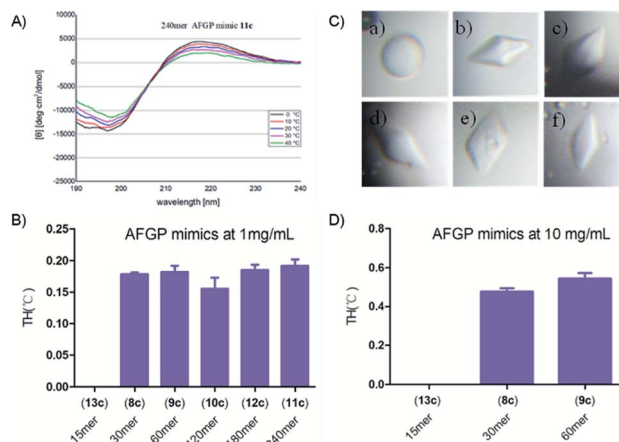 A)
240mer AFGP mimic 11c
[θ] [deg·cm²/dmol]
10000
5000
0
-5000
-10000
-15000
-20000
25000
0 °C
10 °C
20 °C
30 °C
40 °C
190 200 210 220 230 240
wavelength [nm]
C)
a) b) c)
d) e) f)
B)
AFGP mimics at 1mg/mL
TH(℃)
0.25
0.20
0.15
0.10
0.05
0.00
(13c) (8c) (9c) (10c) (12c) (11c)
15mer 30mer 60mer 120mer 180mer 240mer
D)
AFGP mimics at 10 mg/mL
TH(℃)
0.8
0.6
0.4
0.2
0.0
(13c) (8c) (9c)
15mer 30mer 60mer